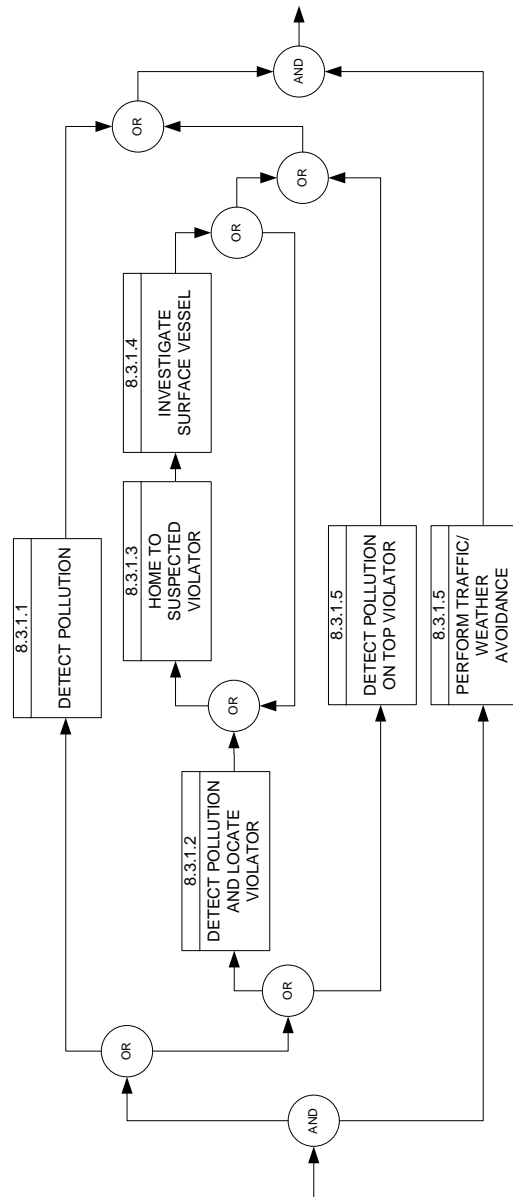 AND
OR
8.3.1.1
DETECT POLLUTION
OR
8.3.1.2
DETECT POLLUTION
AND LOCATE
VIOLATOR
OR
8.3.1.3
HOME TO
SUSPECTED
VIOLATOR
8.3.1.4
INVESTIGATE
SURFACE VESSEL
OR
OR
OR
AND
8.3.1.5
DETECT POLLUTION
ON TOP VIOLATOR
8.3.1.5
PERFORM TRAFFIC/
WEATHER
AVOIDANCE